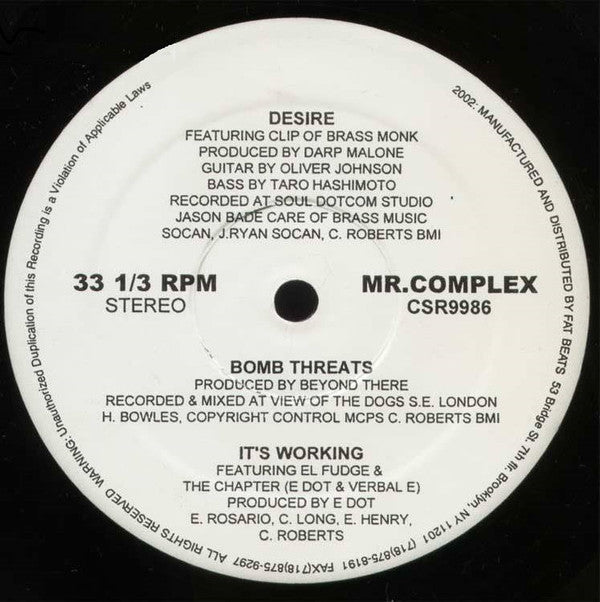 DESIRE
FEATURING CLIP OF BRASS MONK
PRODUCED BY DARP MALONE
GUITAR BY OLIVER JOHNSON
BASS BY TARO HASHIMOTO
RECORDED AT SOUL DOTCOM STUDIO
JASON BADE CARE OF BRASS MUSIC
SOCAN, J.RYAN SOCAN, C. ROBERTS BMI
33 1/3 RPM
STEREO
MR.COMPLEX
CSR9986
BOMB THREATS
PRODUCED BY BEYOND THERE
RECORDED & MIXED AT VIEW OF THE DOGS S.E. LONDON
H. BOWLES, COPYRIGHT CONTROL MCPS C. ROBERTS BMI
IT'S WORKING
FEATURING EL FUDGE &
THE CHAPTER (E DOT & VERBAL E)
PRODUCED BY E DOT
E. ROSARIO, C. LONG, E. HENRY,
C. ROBERTS
2002. MANUFACTURED AND DISTRIBUTED BY FAT BEATS 53 Bridge St. 7th flr. Brooklyn, NY 11201 (718)875-8191 FAX(718)875-9297 ALL RIGHTS RESERVED WARNING: Unauthorized Duplication of this Recording is a Violation of Applicable Laws